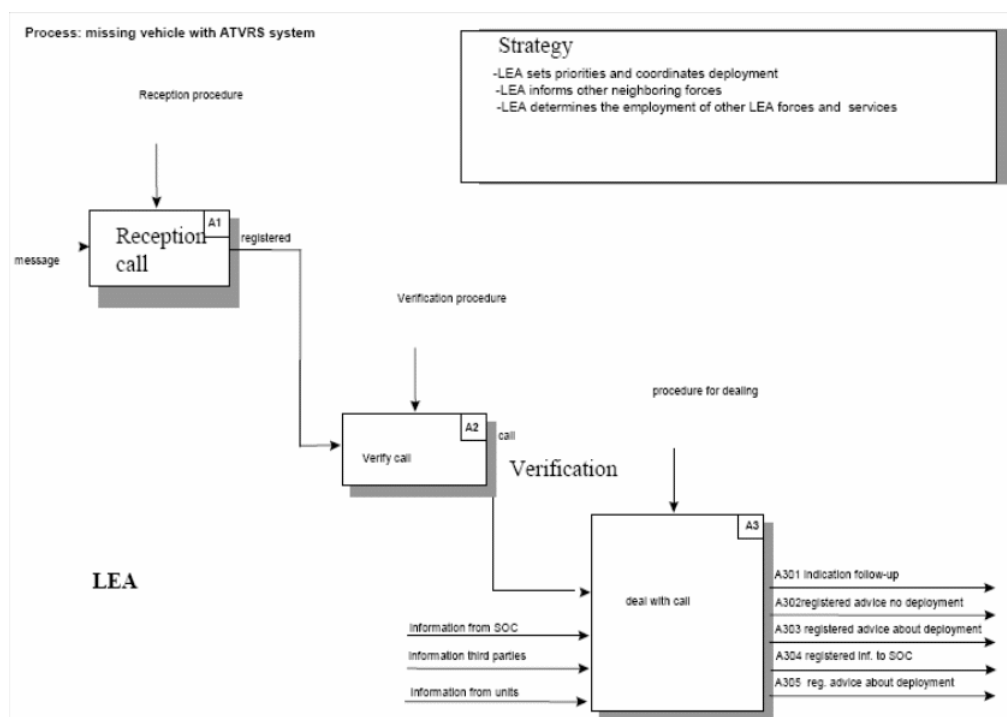 Process: missing vehicle with ATVRS system
Strategy
-LEA sets priorities and coordinates deployment
-LEA informs other neighboring forces
-LEA determines the employment of other LEA forces and services
Reception procedure
A1
Reception
call
registered
message
Verification procedure
procedure for dealing
A2
call
Verify call
Verification
A3
LEA
deal with call
A301 indication follow-up
A302registered advice no deployment
A303 registered advice about deployment
A304 registered inf. to SOC
A305 reg. advice about deployment
Information from SOC
Information third parties
Information from units